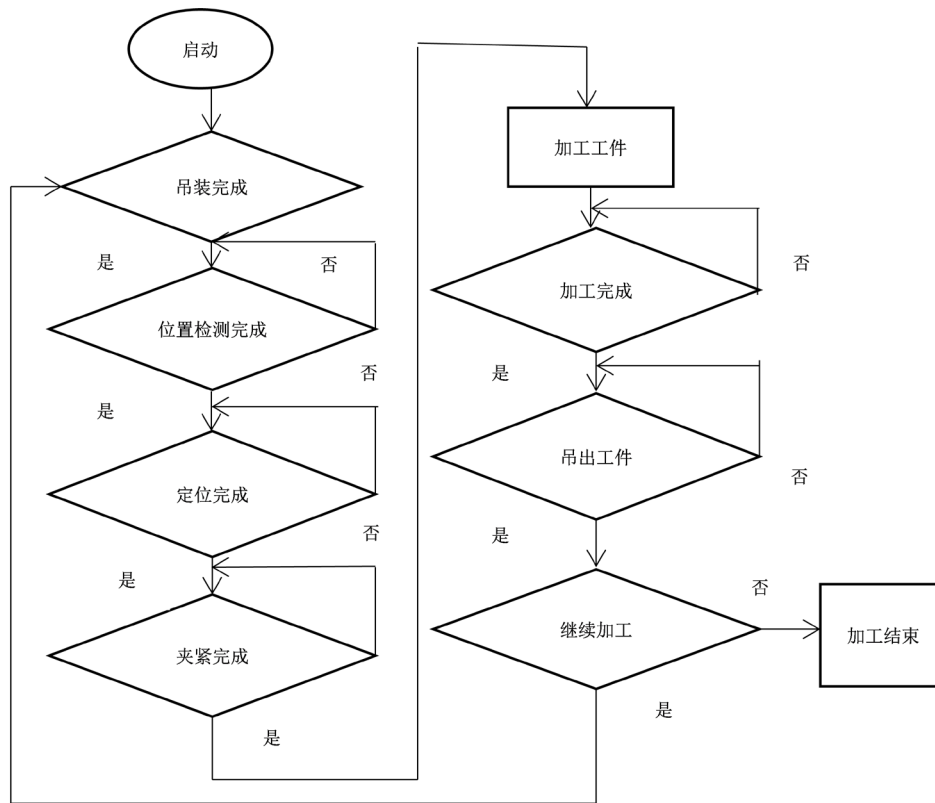 启动
吊装完成
是
否
位置检测完成
否
是
定位完成
否
是
夹紧完成
是
加工工件
否
加工完成
是
吊出工件
否
是
否
继续加工
加工结束
是